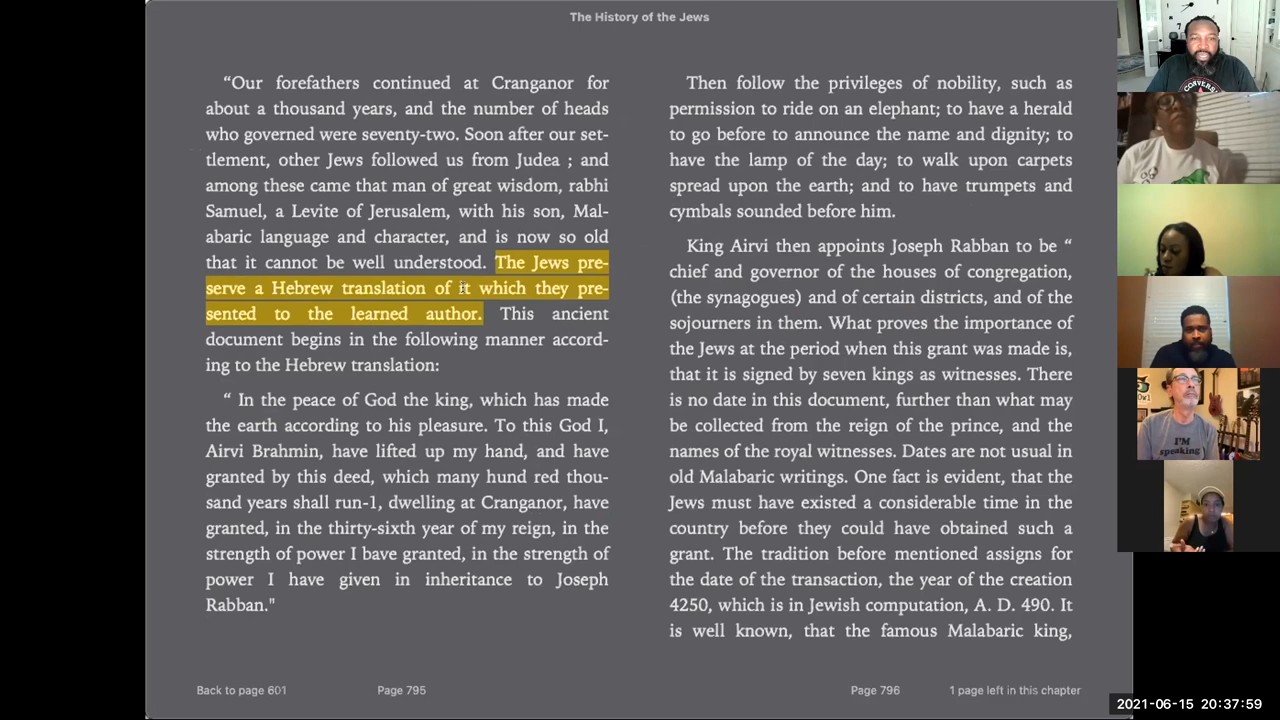 The History of the Jews
“Our forefathers continued at Cranganor for
about a thousand years, and the number of heads
who governed were seventy-two. Soon after our set-
tlement, other Jews followed us from Judea ; and
among these came that man of great wisdom, rabbi
Samuel, a Levite of Jerusalem, with his son, Mal-
abaric language and character, and is now so old
that it cannot be well understood. The Jews pre-
serve a Hebrew translation of it which they pre-
sented to the learned author. This ancient
document begins in the following manner accord-
ing to the Hebrew translation:
“ In the peace of God the king, which has made
the earth according to his pleasure. To this God I,
Airvi Brahmin, have lifted up my hand, and have
granted by this deed, which many hund red thou-
sand years shall run-1, dwelling at Cranganor, have
granted, in the thirty-sixth year of my reign, in the
strength of power I bave granted, in the strength of
power I have given in inheritance to Joseph
Rabban."
Then follow the privileges of nobility, such as
permission to ride on an elephant; to have a herald
to go before to announce the name and dignity; to
have the lamp of the day; to walk upon carpets
spread upon the earth; and to have trumpets and
cymbals sounded before him.
King Airvi then appoints Joseph Rabban to be “
chief and governor of the houses of congregation,
(the synagogues) and of certain districts, and of the
sojourners in them. What proves the importance of
the Jews at the period when this grant was made is,
that it is signed by seven kings as witnesses. There
is no date in this document, further than what may
be collected from the reign of the prince, and the
names of the royal witnesses. Dates are not usual in
old Malabaric writings. One fact is evident, that the
Jews must have existed a considerable time in the
country before they could have obtained such a
grant. The tradition before mentioned assigns for
the date of the transaction, the year of the creation
4250, which is in Jewish computation, A. D. 490. It
is well known, that the famous Malabaric king,
Back to page 601
Page 795
Page 796
1 page left in this chapter
CONVERS
I'M
speaking
2021-06-15 20:37:59